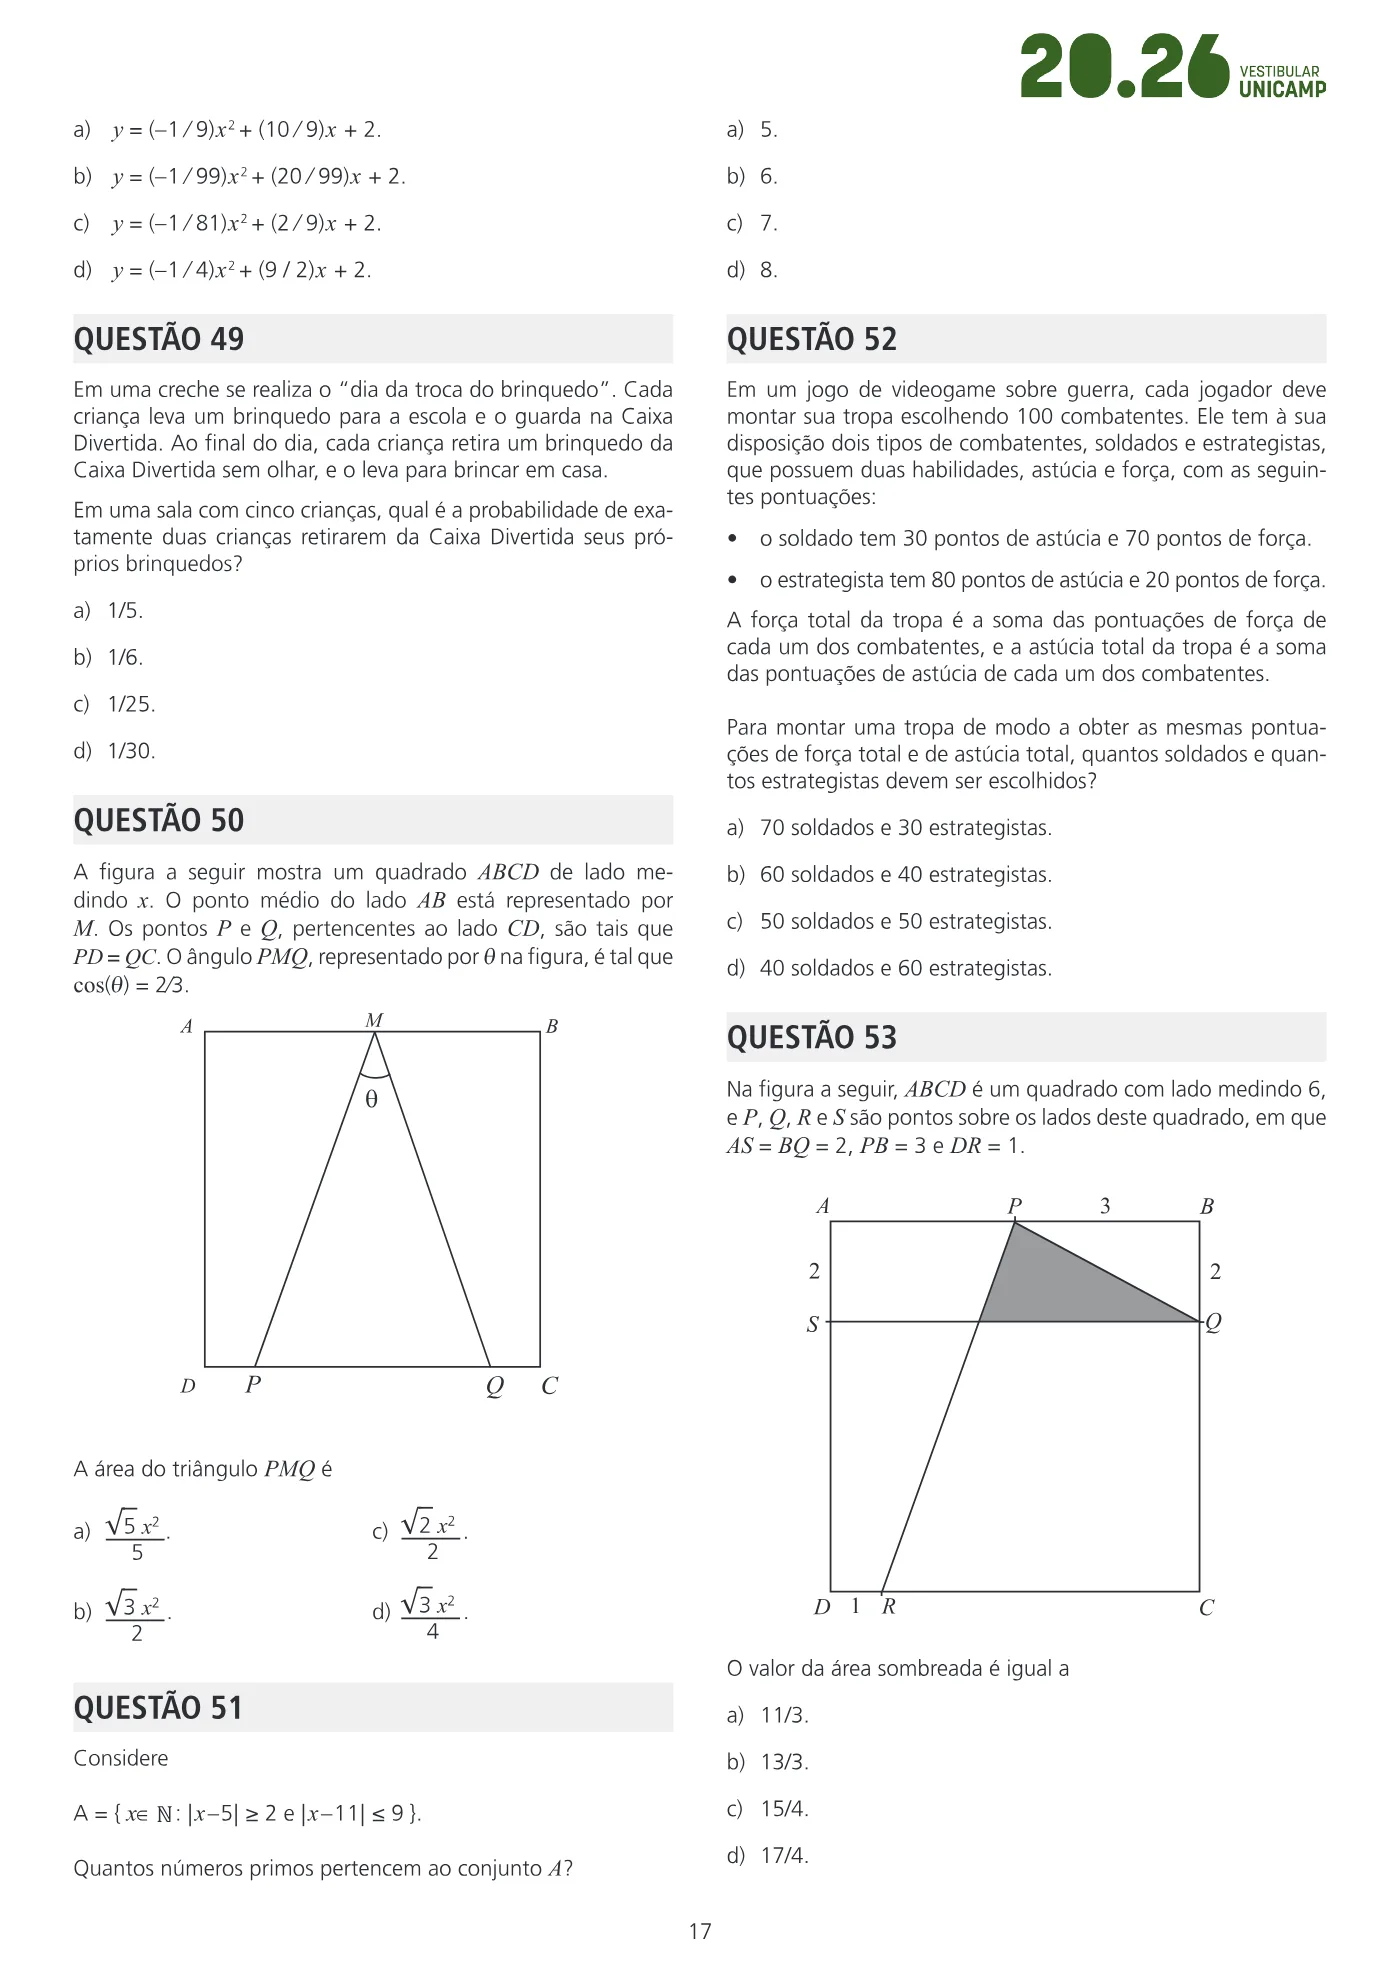 20.26 VESTIBULAR
UNICAMP
a) y = (–1/9)x² + (10/9)x + 2.
b) y = (–1/99)x² + (20/99)x + 2.
c) y = (–1/81)x² + (2/9)x + 2.
d) y = (–1/4)x² + (9/2)x + 2.
QUESTÃO 49
Em uma creche se realiza o “dia da troca do brinquedo”. Cada
criança leva um brinquedo para a escola e o guarda na Caixa
Divertida. Ao final do dia, cada criança retira um brinquedo da
Caixa Divertida sem olhar, e o leva para brincar em casa.
Em uma sala com cinco crianças, qual é a probabilidade de exa-
tamente duas crianças retirarem da Caixa Divertida seus pró-
prios brinquedos?
a) 1/5.
b) 1/6.
c) 1/25.
d) 1/30.
QUESTÃO 50
A figura a seguir mostra um quadrado ABCD de lado me-
dindo x. O ponto médio do lado AB está representado por
M. Os pontos P e Q, pertencentes ao lado CD, são tais que
PD = QC. O ângulo PMQ, representado por θ na figura, é tal que
cos(θ) = 2/3.
A M B
θ
D P Q C
A área do triângulo PMQ é
a) √5 x²/5.
c) √2 x²/2.
b) √3 x²/2.
d) √3 x²/4.
QUESTÃO 51
Considere
A = { x∈ ℕ : |x–5| ≥ 2 e |x–11| ≤ 9 }.
Quantos números primos pertencem ao conjunto A?
a) 5.
b) 6.
c) 7.
d) 8.
QUESTÃO 52
Em um jogo de videogame sobre guerra, cada jogador deve
montar sua tropa escolhendo 100 combatentes. Ele tem à sua
disposição dois tipos de combatentes, soldados e estrategistas,
que possuem duas habilidades, astúcia e força, com as seguin-
tes pontuações:
• o soldado tem 30 pontos de astúcia e 70 pontos de força.
• o estrategista tem 80 pontos de astúcia e 20 pontos de força.
A força total da tropa é a soma das pontuações de força de
cada um dos combatentes, e a astúcia total da tropa é a soma
das pontuações de astúcia de cada um dos combatentes.
Para montar uma tropa de modo a obter as mesmas pontua-
ções de força total e de astúcia total, quantos soldados e quan-
tos estrategistas devem ser escolhidos?
a) 70 soldados e 30 estrategistas.
b) 60 soldados e 40 estrategistas.
c) 50 soldados e 50 estrategistas.
d) 40 soldados e 60 estrategistas.
QUESTÃO 53
Na figura a seguir, ABCD é um quadrado com lado medindo 6,
e P, Q, R e S são pontos sobre os lados deste quadrado, em que
AS = BQ = 2, PB = 3 e DR = 1.
A P 3 B
2 2
S Q
D 1 R C
O valor da área sombreada é igual a
a) 11/3.
b) 13/3.
c) 15/4.
d) 17/4.
17